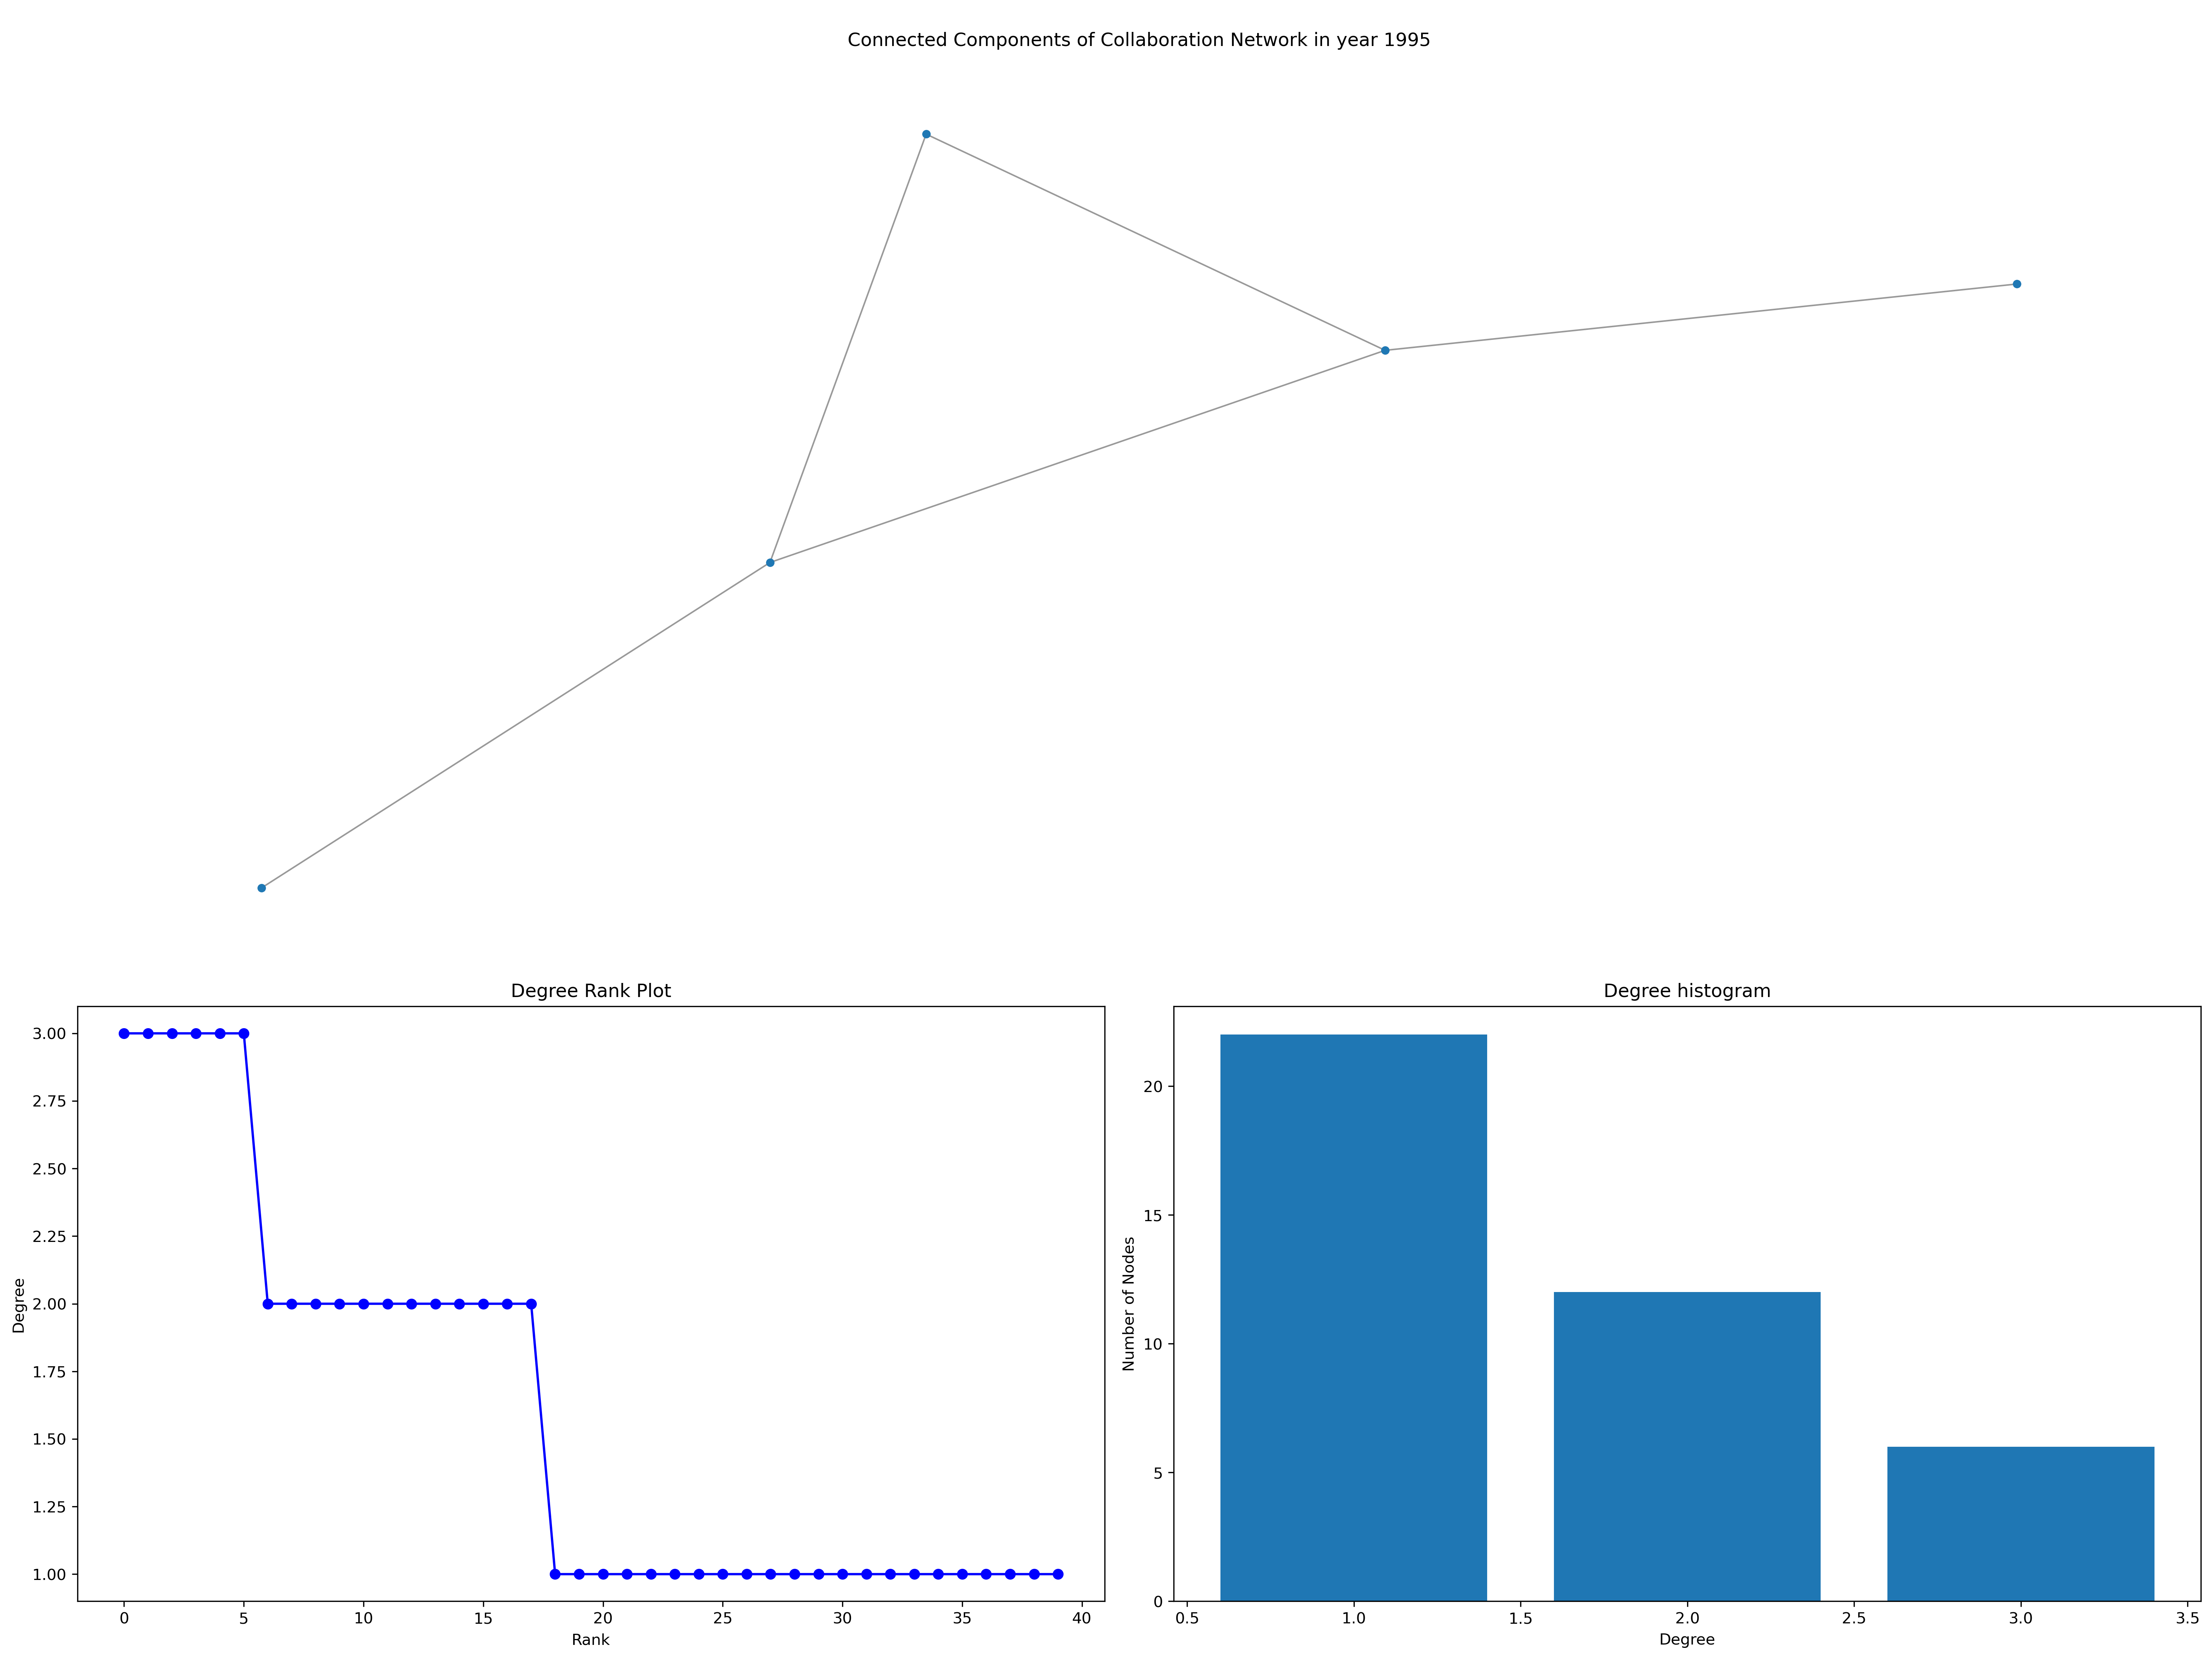 Connected Components of Collaboration Network in year 1995
Degree Rank Plot
3.00
2.75
2.50
2.25
2.00
1.75
1.50
1.25
1.00
Degree
0 5 10 15 20 25 30 35 40
Rank
Degree histogram
20
15
10
5
0
Number of Nodes
0.5 1.0 1.5 2.0 2.5 3.0 3.5
Degree